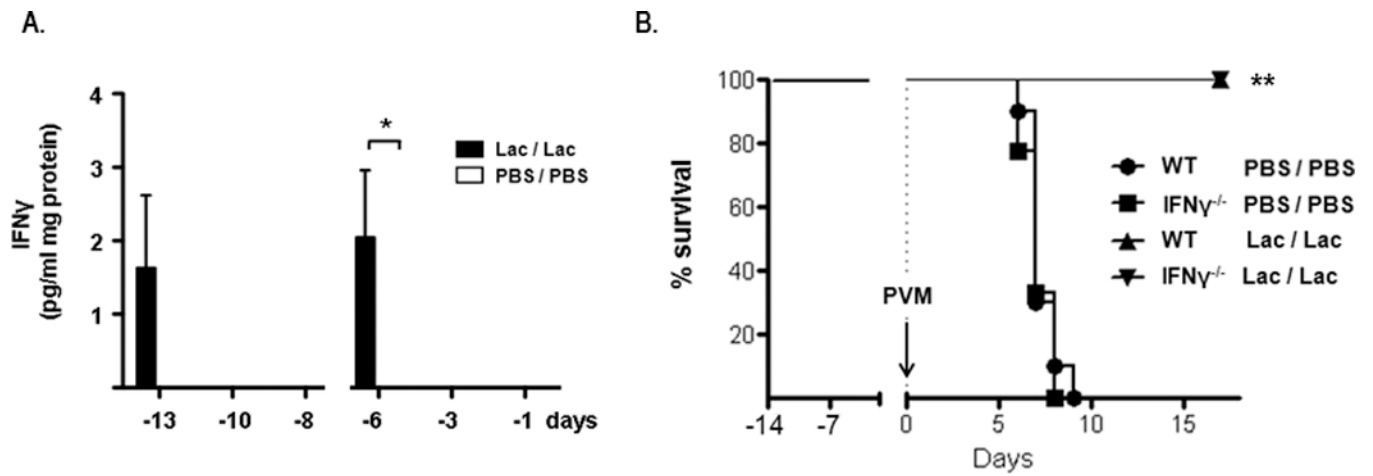 A.
IFNγ
(pg/ml mg protein)
4
3
2
1
*
Lac / Lac
PBS / PBS
-13 -10 -8 -6 -3 -1 days
B.
% survival
100
80
60
40
20
**
WT PBS / PBS
IFNγ-/- PBS / PBS
WT Lac / Lac
IFNγ-/- Lac / Lac
PVM
-14 -7 0 5 10 15
Days